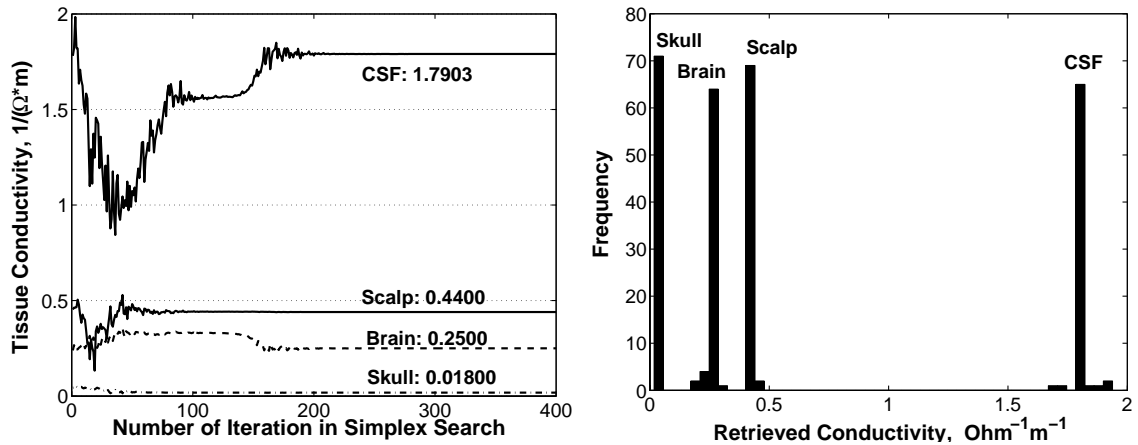 Tissue Conductivity, 1/(Ω*m)
2
1.5
1
0.5
0
CSF: 1.7903
Scalp: 0.4400
Brain: 0.2500
Skull: 0.01800
0 100 200 300 400
Number of Iteration in Simplex Search
Frequency
80
70
60
50
40
30
20
10
0
Skull
Brain
Scalp
CSF
0 0.5 1 1.5 2
Retrieved Conductivity, Ohm⁻¹m⁻¹